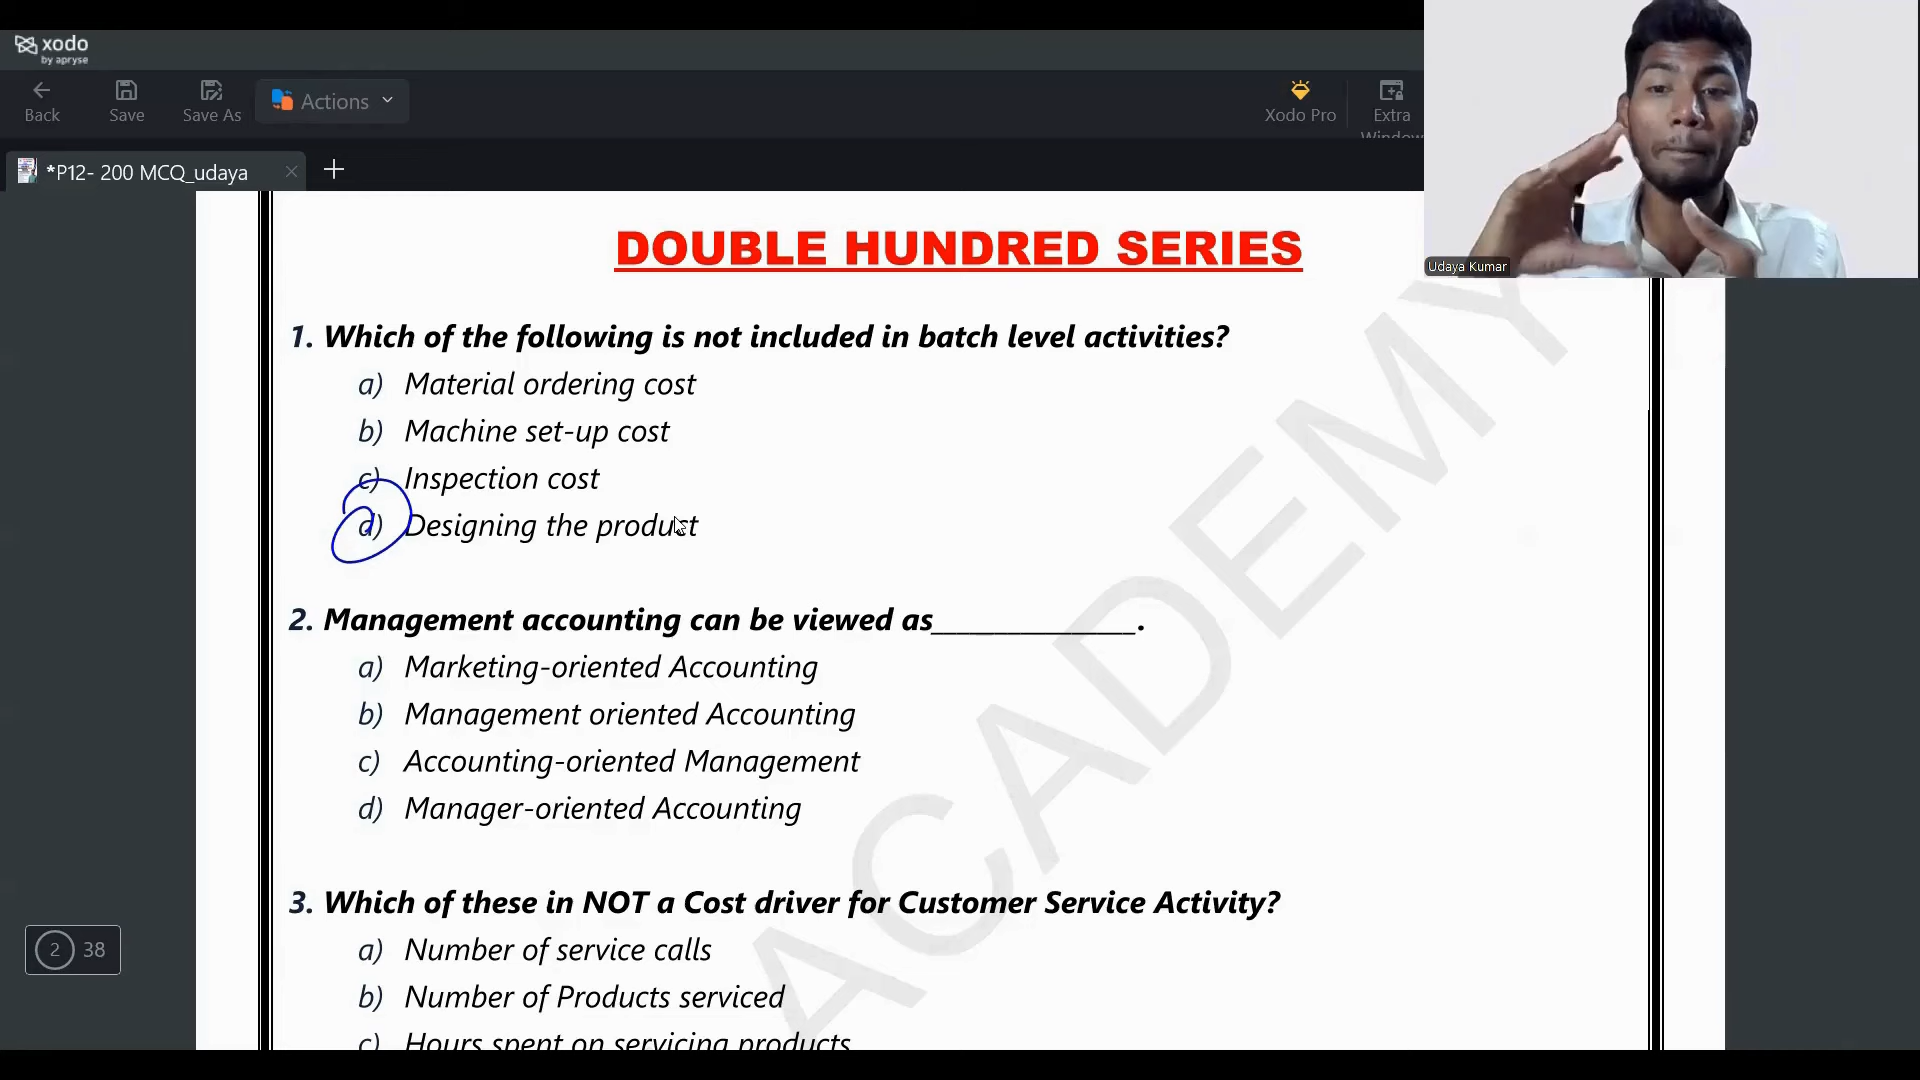 xodo
by apryse
Back
Save
Save As
Actions
Xodo Pro
Extra
*P12- 200 MCQ_udaya
Udaya Kumar
DOUBLE HUNDRED SERIES
1. Which of the following is not included in batch level activities?
a) Material ordering cost
b) Machine set-up cost
c) Inspection cost
d) Designing the product
2. Management accounting can be viewed as______________.
a) Marketing-oriented Accounting
b) Management oriented Accounting
c) Accounting-oriented Management
d) Manager-oriented Accounting
3. Which of these in NOT a Cost driver for Customer Service Activity?
a) Number of service calls
b) Number of Products serviced
c) Hours spent on servicing products
2 38
ACADEMY